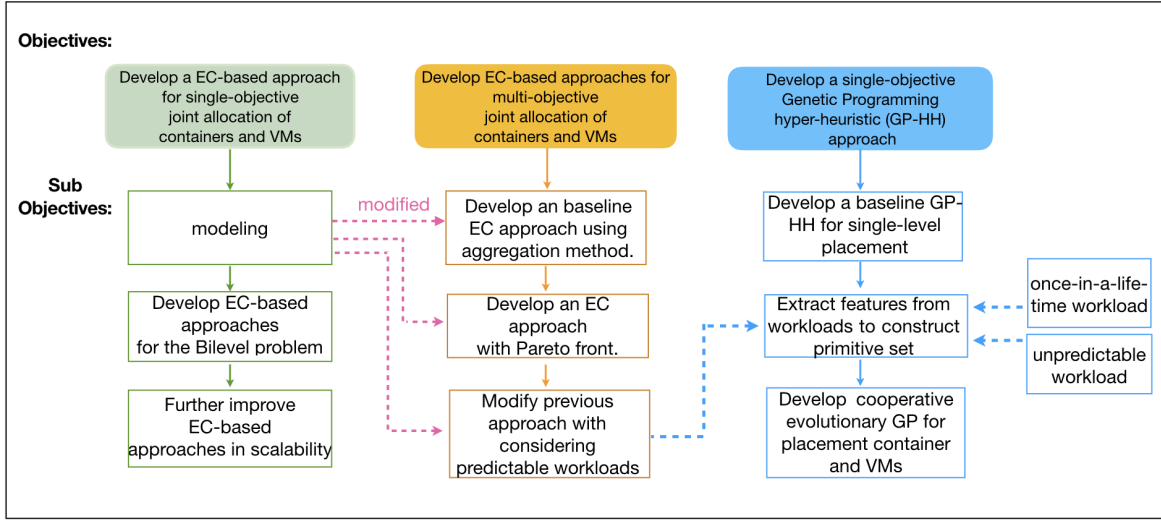 Objectives:
Develop a EC-based approach
for single-objective
joint allocation of
containers and VMs
Develop EC-based approaches for
multi-objective
joint allocation of
containers and VMs
Develop a single-objective
Genetic Programming
hyper-heuristic (GP-HH)
approach
Sub
Objectives:
modeling
modified
Develop an baseline
EC approach using
aggregation method.
Develop a baseline GP-
HH for single-level
placement
Develop EC-based
approaches
for the Bilevel problem
Develop an EC
approach
with Pareto front.
Extract features from
workloads to construct
primitive set
once-in-a-life-
time workload
unpredictable
workload
Further improve
EC-based
approaches in scalability
Modify previous
approach with
considering
predictable workloads
Develop cooperative
evolutionary GP for
placement container
and VMs